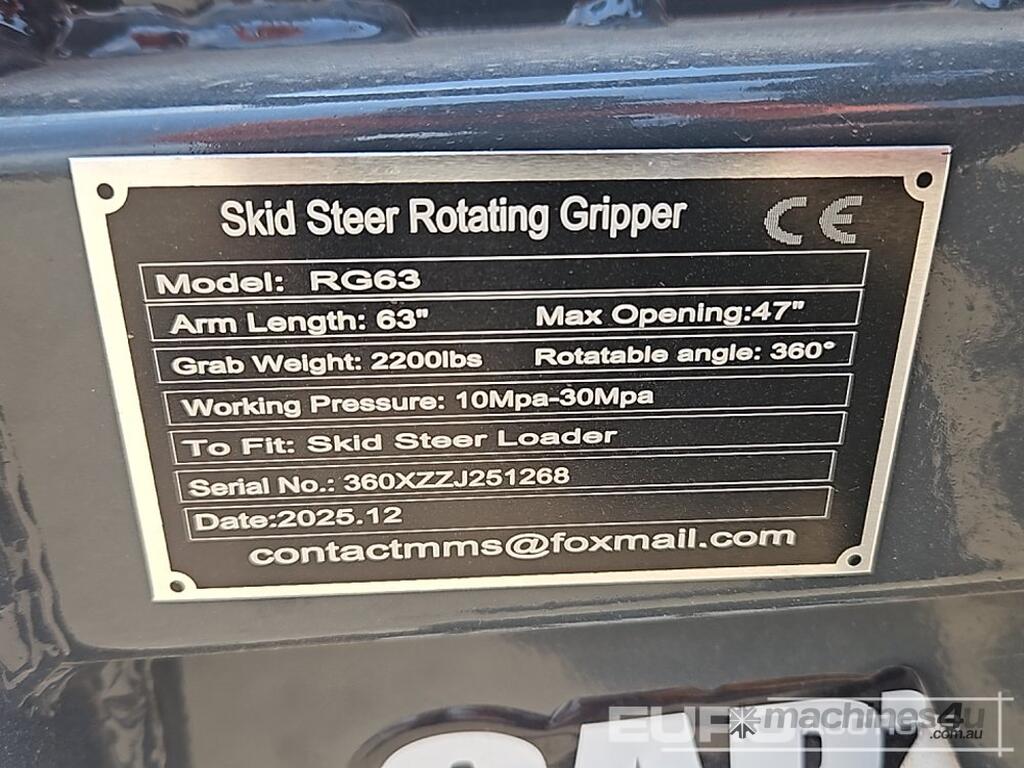 Skid Steer Rotating Gripper CE
Model: RG63
Arm Length: 63" Max Opening:47"
Grab Weight: 2200lbs Rotatable angle: 360°
Working Pressure: 10Mpa-30Mpa
To Fit: Skid Steer Loader
Serial No.: 360XZZJ251268
Date:2025.12
contactmms@foxmail.com
machines4u
.com.au